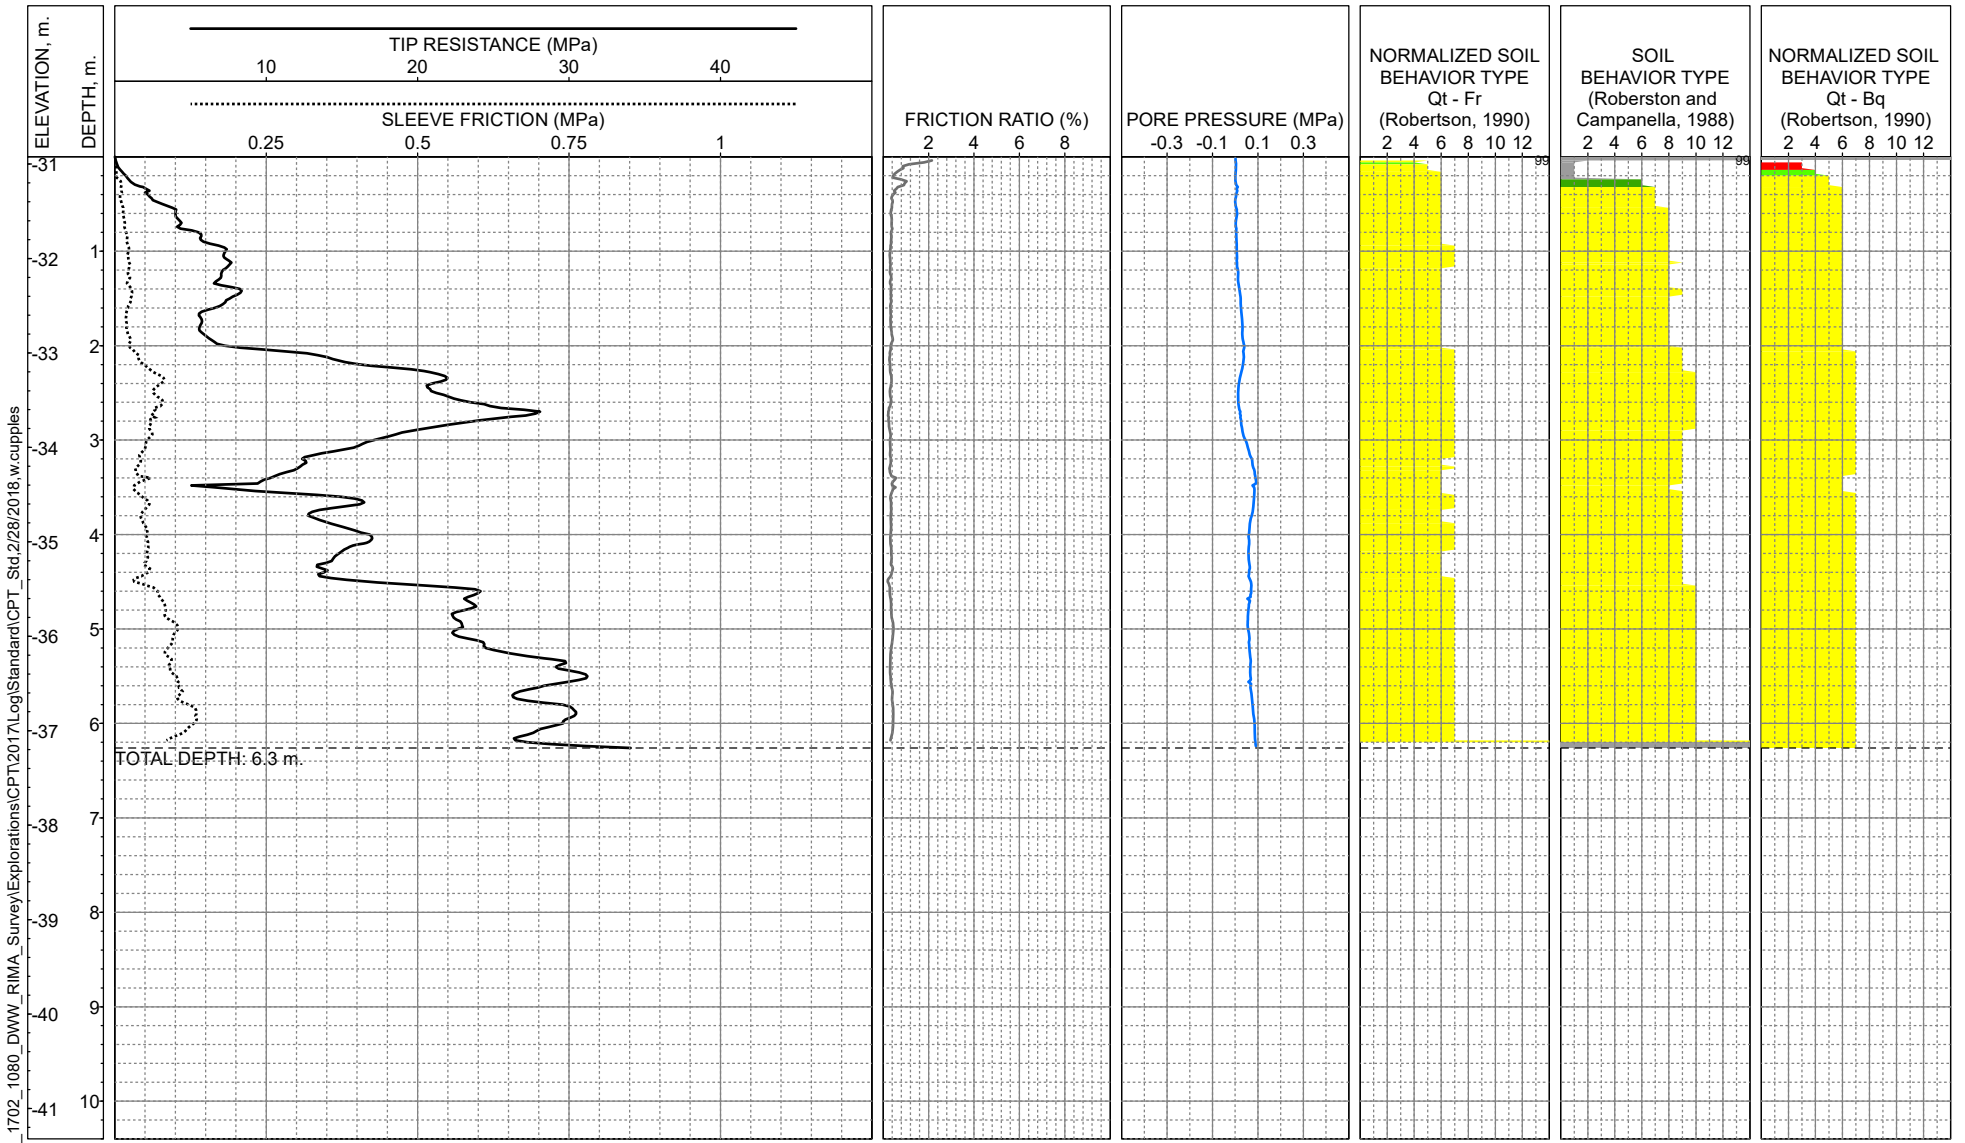 ELEVATION, m.
DEPTH, m.
TIP RESISTANCE (MPa)
10 20 30 40
SLEEVE FRICTION (MPa)
0.25 0.5 0.75 1
FRICTION RATIO (%)
2 4 6 8
PORE PRESSURE (MPa)
-0.3 -0.1 0.1 0.3
NORMALIZED SOIL
BEHAVIOR TYPE
Qt - Fr
(Robertson, 1990)
2 4 6 8 10 12
99
SOIL
BEHAVIOR TYPE
(Roberston and
Campanella, 1988)
2 4 6 8 10 12
99
NORMALIZED SOIL
BEHAVIOR TYPE
Qt - Bq
(Robertson, 1990)
2 4 6 8 10 12
-31
1
-32
2
-33
3
-34
4
-35
5
-36
6
-37
TOTAL DEPTH: 6.3 m.
7
-38
8
-39
9
-40
10
-41
_1702_1080_DWW_RIMA_Survey\Explorations\CPT\2017\Log\Standard\CPT_Std,2/28/2018,w.cupples